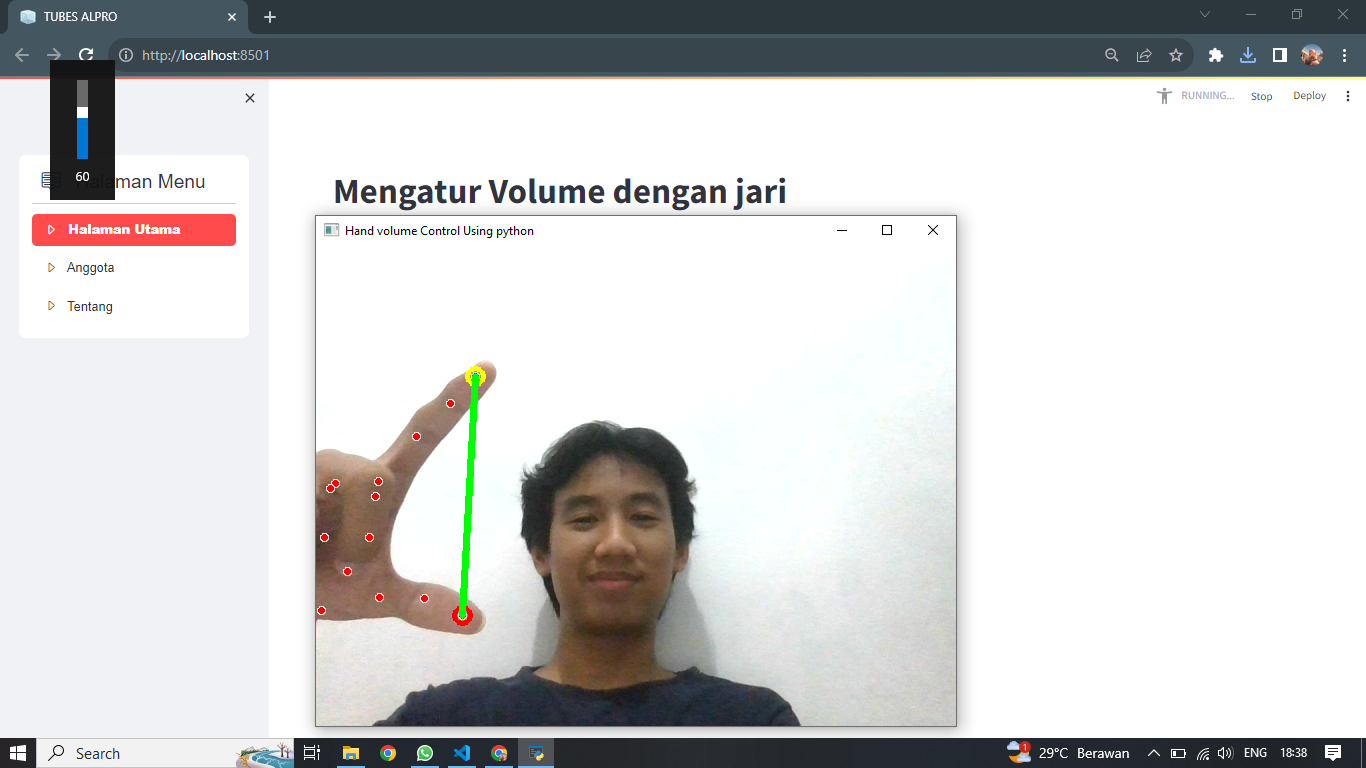 TUBES ALPRO
http://localhost:8501
RUNNING...
Stop
Deploy
60
Halaman Menu
Halaman Utama
Anggota
Tentang
Mengatur Volume dengan jari
Hand volume Control Using python
Search
1
29°C Berawan
ENG
18:38